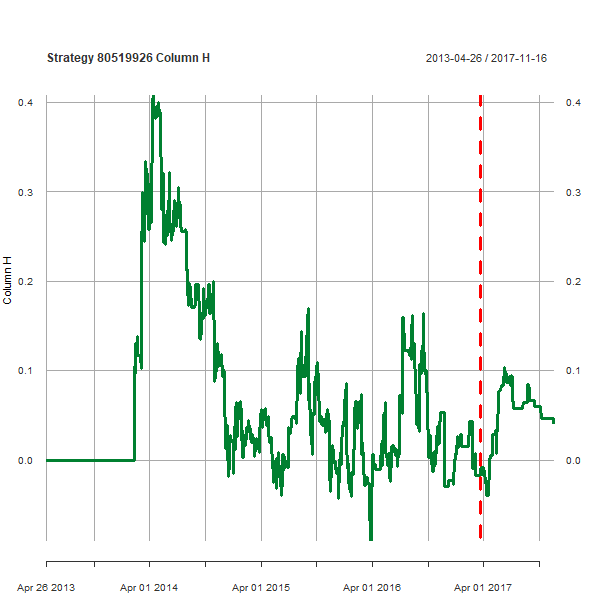 Strategy 80519926 Column H
2013-04-26 / 2017-11-16
0.4
0.4
0.3
0.3
0.2
0.2
0.1
0.1
0.0
0.0
Column H
Apr 26 2013
Apr 01 2014
Apr 01 2015
Apr 01 2016
Apr 01 2017